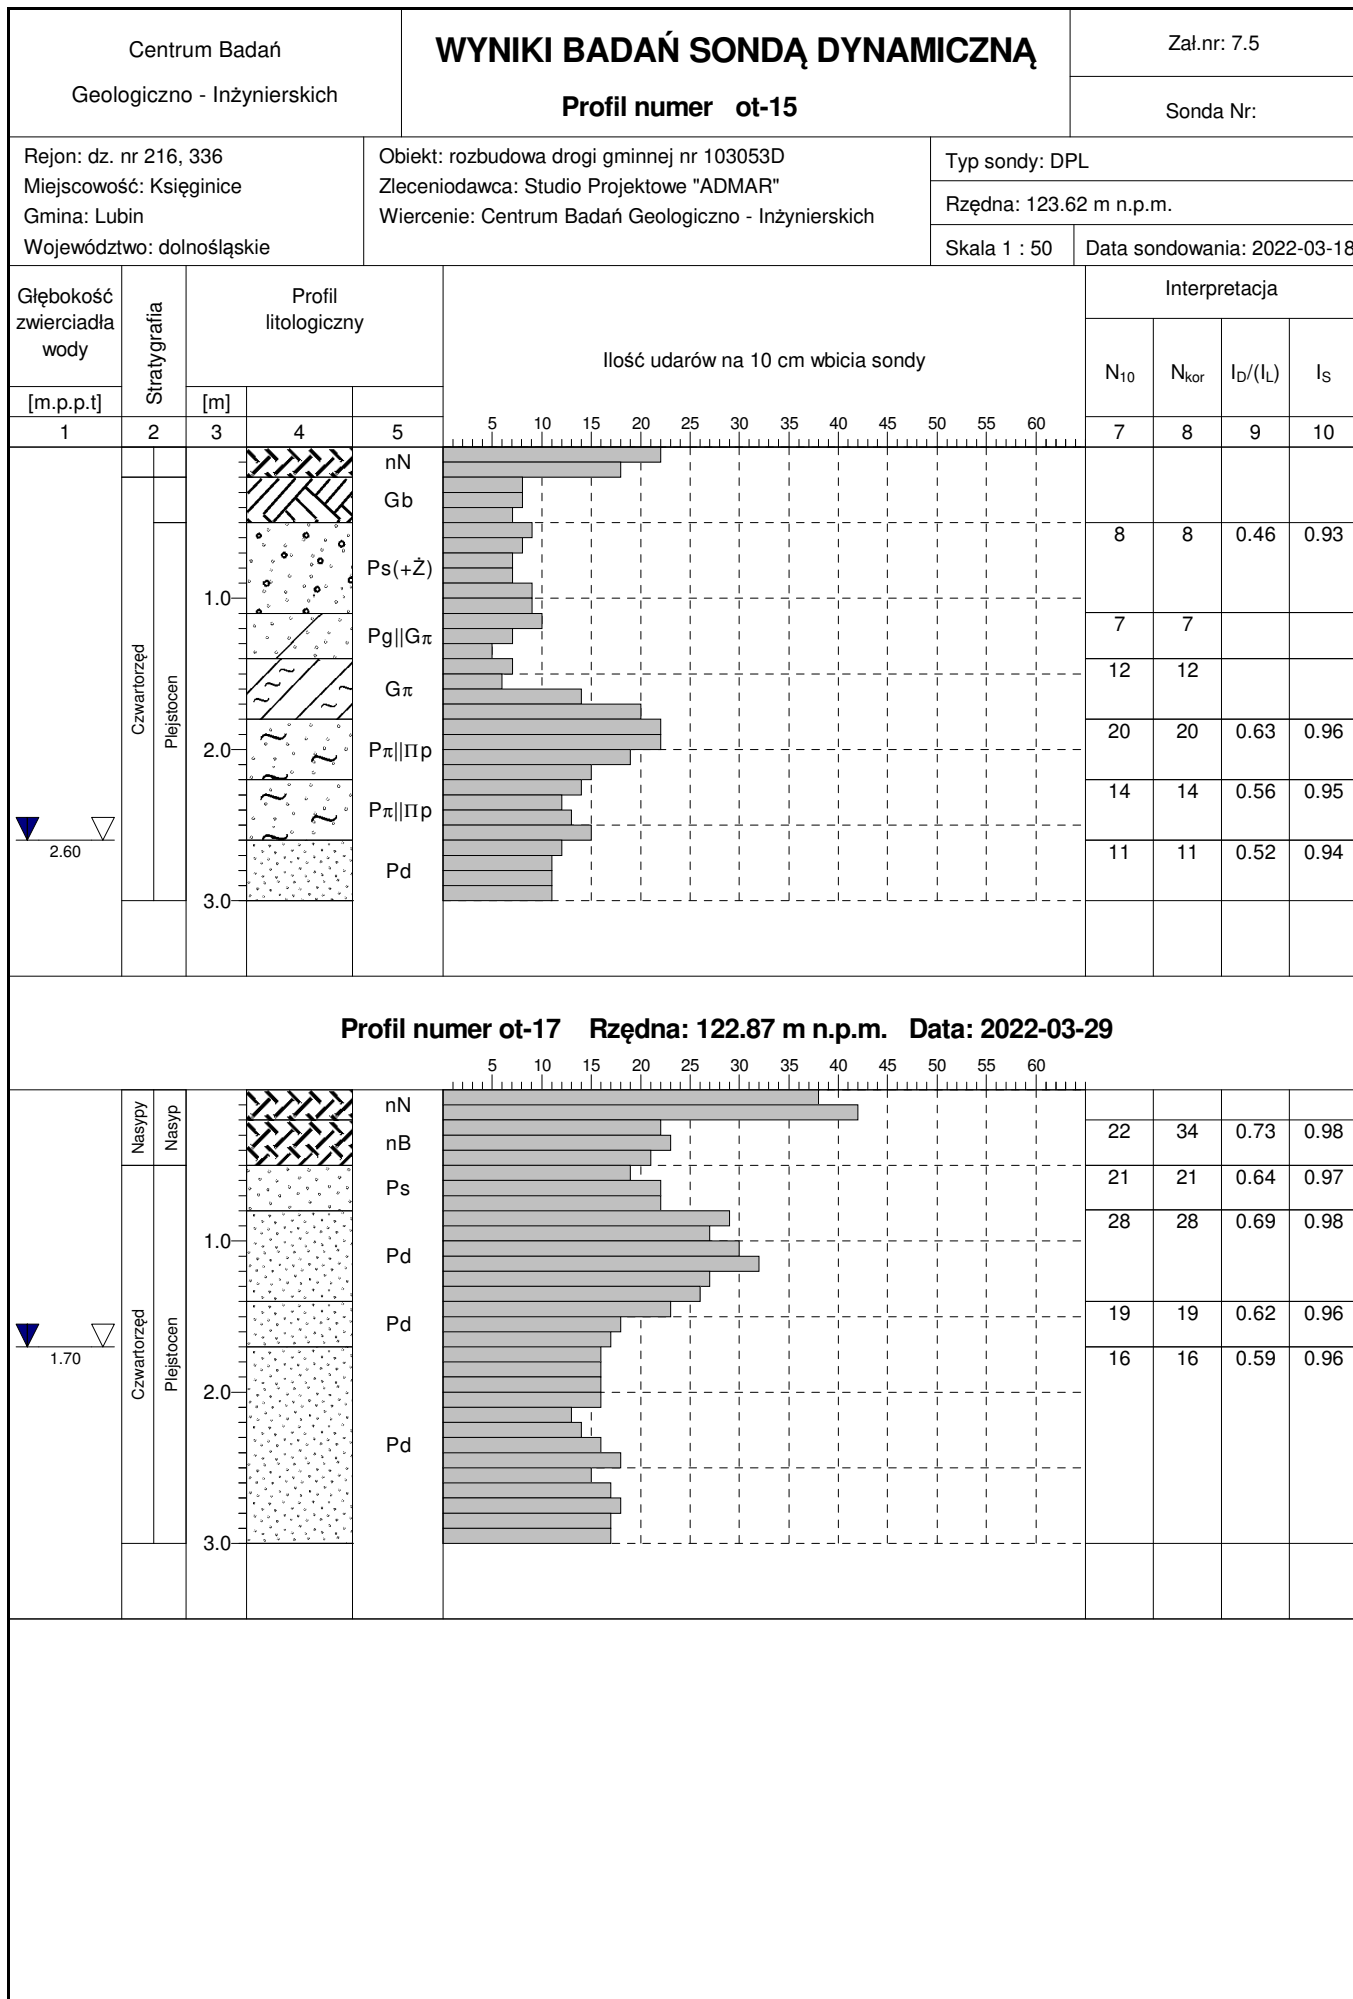 Centrum Badań
Geologiczno - Inżynierskich
WYNIKI BADAŃ SONDĄ DYNAMICZNĄ
Profil numer ot-15
Zał.nr: 7.5
Sonda Nr:
Rejon: dz. nr 216, 336
Miejscowość: Księginice
Gmina: Lubin
Województwo: dolnośląskie
Obiekt: rozbudowa drogi gminnej nr 103053D
Zleceniodawca: Studio Projektowe "ADMAR"
Wiercenie: Centrum Badań Geologiczno - Inżynierskich
Typ sondy: DPL
Rzędna: 123.62 m n.p.m.
Skala 1 : 50
Data sondowania: 2022-03-18
Głębokość
zwierciadła
wody
[m.p.p.t]
Stratygrafia
Profil
litologiczny
[m]
Ilość udarów na 10 cm wbicia sondy
Interpretacja
N10 Nkor ID/(IL) IS
5 10 15 20 25 30 35 40 45 50 55 60
1 2 3 4 5 7 8 9 10
nN
Gb
Ps(+Ż) 8 8 0.46 0.93
1.0
Pg||Gπ 7 7
Gπ 12 12
Czwartorzęd
Plejstocen
2.0 Pπ||Πp 20 20 0.63 0.96
Pπ||Πp 14 14 0.56 0.95
2.60
Pd 11 11 0.52 0.94
3.0
Profil numer ot-17 Rzędna: 122.87 m n.p.m. Data: 2022-03-29
5 10 15 20 25 30 35 40 45 50 55 60
Nasypy
Nasyp
nN
nB 22 34 0.73 0.98
Ps 21 21 0.64 0.97
1.0 Pd 28 28 0.69 0.98
Pd 19 19 0.62 0.96
1.70
Czwartorzęd
Plejstocen
2.0
Pd 16 16 0.59 0.96
3.0